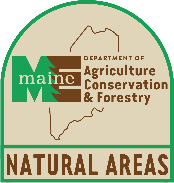 maine
DEPARTMENT OF
Agriculture
Conservation
& Forestry
NATURAL AREAS